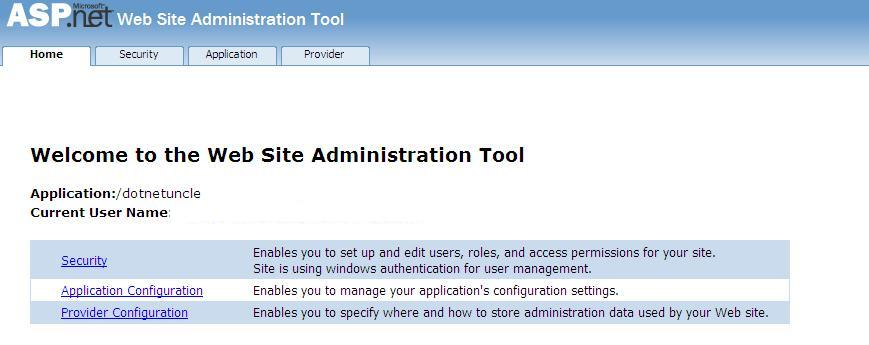 Microsoft
ASP.net Web Site Administration Tool
Home Security Application Provider
Welcome to the Web Site Administration Tool
Application:/dotnetuncle
Current User Name:
Security Enables you to set up and edit users, roles, and access permissions for your site.
Site is using windows authentication for user management.
Application Configuration Enables you to manage your application's configuration settings.
Provider Configuration Enables you to specify where and how to store administration data used by your Web site.